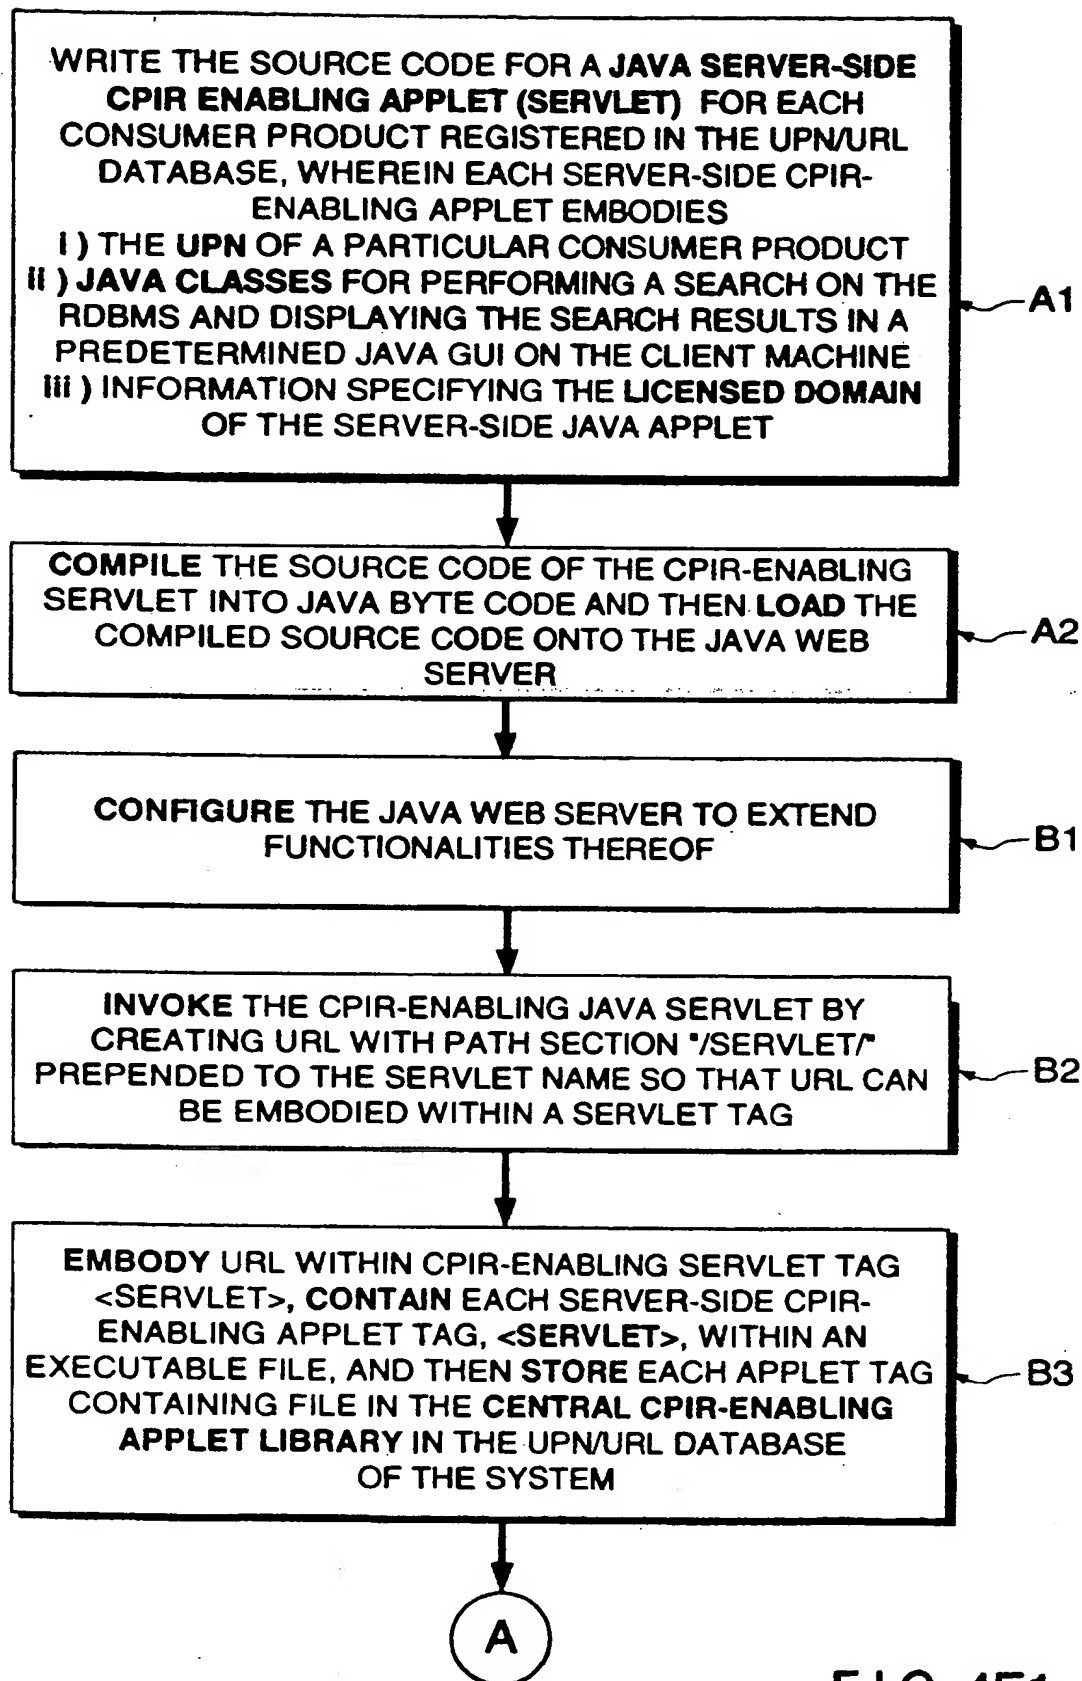 WRITE THE SOURCE CODE FOR A JAVA SERVER-SIDE
CPIR ENABLING APPLET (SERVLET) FOR EACH
CONSUMER PRODUCT REGISTERED IN THE UPN/URL
DATABASE, WHEREIN EACH SERVER-SIDE CPIR-
ENABLING APPLET EMBODIES
i ) THE UPN OF A PARTICULAR CONSUMER PRODUCT
ii ) JAVA CLASSES FOR PERFORMING A SEARCH ON THE
RDBMS AND DISPLAYING THE SEARCH RESULTS IN A
PREDETERMINED JAVA GUI ON THE CLIENT MACHINE
iii ) INFORMATION SPECIFYING THE LICENSED DOMAIN
OF THE SERVER-SIDE JAVA APPLET
A1
COMPILE THE SOURCE CODE OF THE CPIR-ENABLING
SERVLET INTO JAVA BYTE CODE AND THEN LOAD THE
COMPILED SOURCE CODE ONTO THE JAVA WEB
SERVER
A2
CONFIGURE THE JAVA WEB SERVER TO EXTEND
FUNCTIONALITIES THEREOF
B1
INVOKE THE CPIR-ENABLING JAVA SERVLET BY
CREATING URL WITH PATH SECTION "/SERVLET/"
PREPENDED TO THE SERVLET NAME SO THAT URL CAN
BE EMBODIED WITHIN A SERVLET TAG
B2
EMBODY URL WITHIN CPIR-ENABLING SERVLET TAG
<SERVLET>, CONTAIN EACH SERVER-SIDE CPIR-
ENABLING APPLET TAG, <SERVLET>, WITHIN AN
EXECUTABLE FILE, AND THEN STORE EACH APPLET TAG
CONTAINING FILE IN THE CENTRAL CPIR-ENABLING
APPLET LIBRARY IN THE UPN/URL DATABASE
OF THE SYSTEM
B3
A
FIG. 4F1